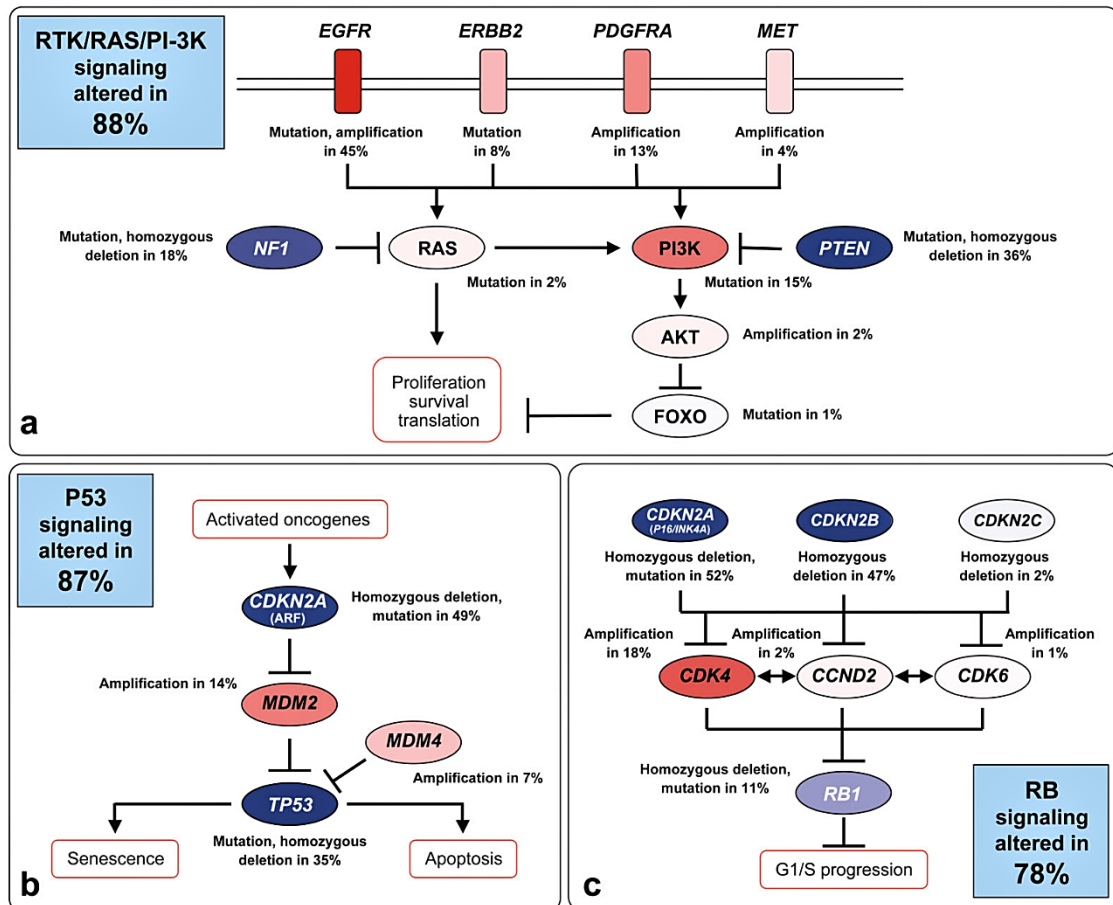 RTK/RAS/PI-3K
signaling
altered in
88%
EGFR
ERBB2
PDGFRA
MET
Mutation, amplification
in 45%
Mutation
in 8%
Amplification
in 13%
Amplification
in 4%
Mutation, homozygous
deletion in 18%
NF1
RAS
Mutation in 2%
PI3K
Mutation in 15%
PTEN
Mutation, homozygous
deletion in 36%
AKT
Amplification in 2%
Proliferation
survival
translation
FOXO
Mutation in 1%
a
P53
signaling
altered in
87%
Activated oncogenes
CDKN2A
(ARF)
Homozygous deletion,
mutation in 49%
Amplification in 14%
MDM2
MDM4
Amplification in 7%
TP53
Mutation, homozygous
deletion in 35%
Senescence
Apoptosis
b
CDKN2A
(P16/INK4A)
CDKN2B
CDKN2C
Homozygous deletion,
mutation in 52%
Homozygous
deletion in 47%
Homozygous
deletion in 2%
Amplification
in 18%
Amplification
in 2%
Amplification
in 1%
CDK4
CCND2
CDK6
Homozygous deletion,
mutation in 11%
RB1
G1/S progression
RB
signaling
altered in
78%
c